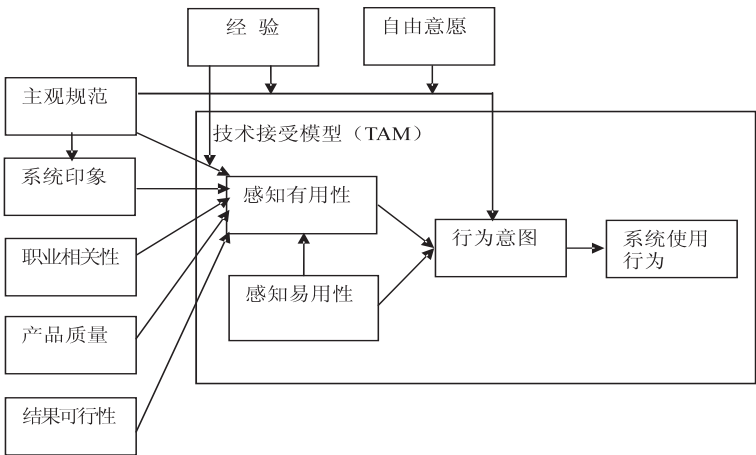 经 验
自由意愿
主观规范
技术接受模型（TAM）
系统印象
感知有用性
职业相关性
行为意图
系统使用
行为
感知易用性
产品质量
结果可行性